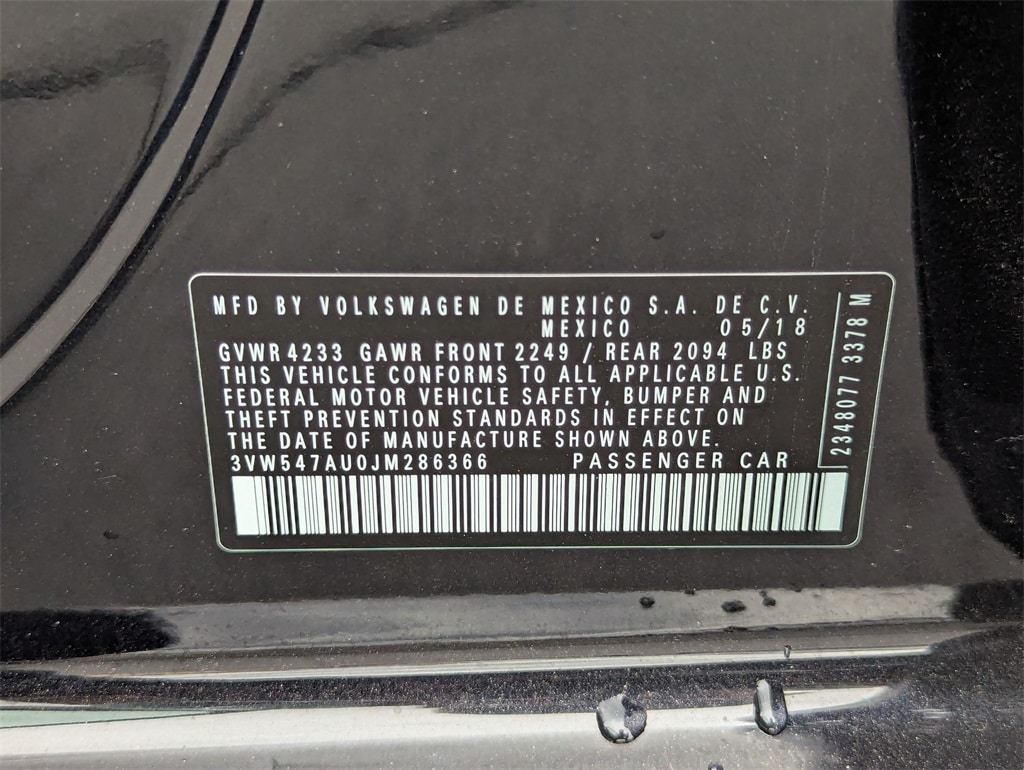 MFD BY VOLKSWAGEN DE MEXICO S.A. DE C.V.
MEXICO 05/18
GVWR 4233 GAWR FRONT 2249 / REAR 2094 LBS
THIS VEHICLE CONFORMS TO ALL APPLICABLE U.S.
FEDERAL MOTOR VEHICLE SAFETY, BUMPER AND
THEFT PREVENTION STANDARDS IN EFFECT ON
THE DATE OF MANUFACTURE SHOWN ABOVE.
3VW547AU0JM286366 PASSENGER CAR
2348077 3378 M